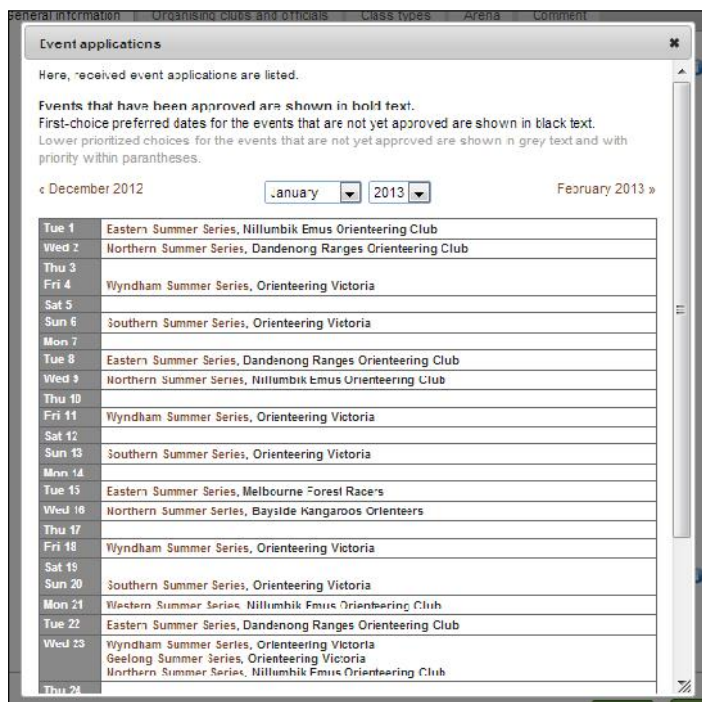 General information Organising clubs and officials Class types Arena Comment
Event applications
Here, received event applications are listed.
Events that have been approved are shown in bold text.
First-choice preferred dates for the events that are not yet approved are shown in black text.
Lower prioritized choices for the events that are not yet approved are shown in grey text and with
priority within parantheses.
« December 2012 January 2013 February 2013 »
Tue 1 Eastern Summer Series, Nillumbik Emus Orienteering Club
Wed 2 Northern Summer Series, Dandenong Ranges Orienteering Club
Thu 3
Fri 4 Wyndham Summer Series, Orienteering Victoria
Sat 5
Sun 6 Southern Summer Series, Orienteering Victoria
Mon 7
Tue 8 Eastern Summer Series, Dandenong Ranges Orienteering Club
Wed 9 Northern Summer Series, Nillumbik Emus Orienteering Club
Thu 10
Fri 11 Wyndham Summer Series, Orienteering Victoria
Sat 12
Sun 13 Southern Summer Series, Orienteering Victoria
Mon 14
Tue 15 Eastern Summer Series, Melbourne Forest Racers
Wed 16 Northern Summer Series, Bayside Kangaroos Orienteers
Thu 17
Fri 18 Wyndham Summer Series, Orienteering Victoria
Sat 19
Sun 20 Southern Summer Series, Orienteering Victoria
Mon 21 Western Summer Series, Nillumbik Emus Orienteering Club
Tue 22 Eastern Summer Series, Dandenong Ranges Orienteering Club
Wed 23 Wyndham Summer Series, Orienteering Victoria
Geelong Summer Series, Orienteering Victoria
Northern Summer Series, Nillumbik Emus Orienteering Club
Thu 24